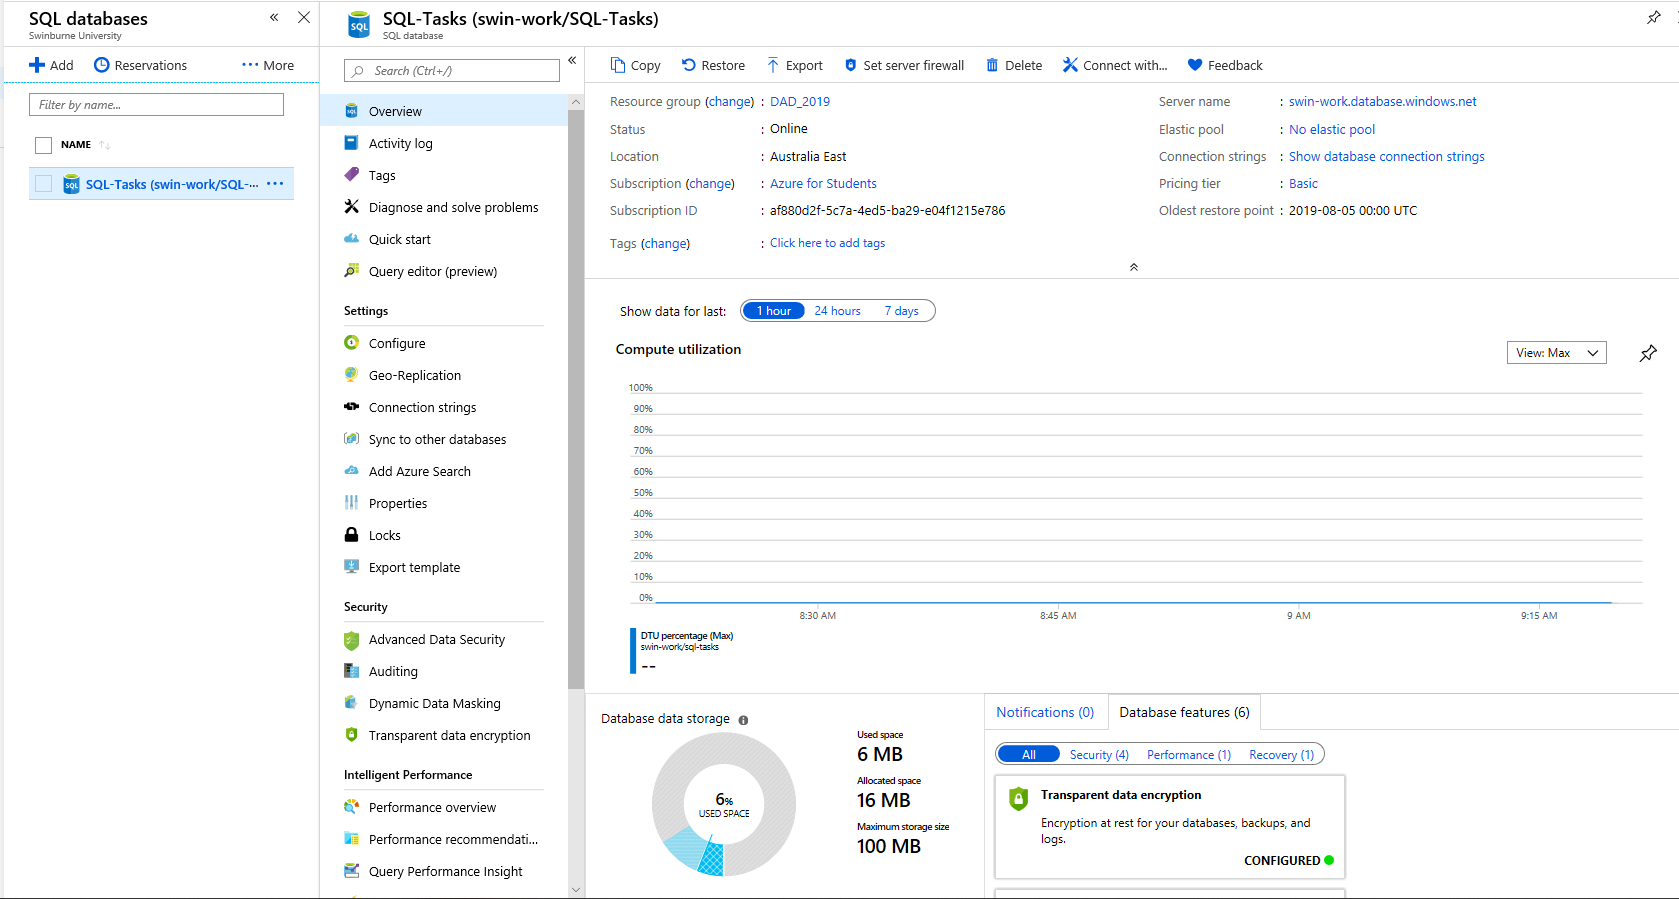 SQL databases
Swinburne University
Add
Reservations
More
Filter by name...
NAME
SQL-Tasks (swin-work/SQL-...
SQL
SQL-Tasks (swin-work/SQL-Tasks)
SQL database
Search (Ctrl+/)
Overview
Activity log
Tags
Diagnose and solve problems
Quick start
Query editor (preview)
Settings
Configure
Geo-Replication
Connection strings
Sync to other databases
Add Azure Search
Properties
Locks
Export template
Security
Advanced Data Security
Auditing
Dynamic Data Masking
Transparent data encryption
Intelligent Performance
Performance overview
Performance recommendati...
Query Performance Insight
Copy
Restore
Export
Set server firewall
Delete
Connect with...
Feedback
Resource group (change) : DAD_2019
Status : Online
Location : Australia East
Subscription (change) : Azure for Students
Subscription ID : af880d2f-5c7a-4ed5-ba29-e04f1215e786
Tags (change) : Click here to add tags
Server name : swin-work.database.windows.net
Elastic pool : No elastic pool
Connection strings : Show database connection strings
Pricing tier : Basic
Oldest restore point : 2019-08-05 00:00 UTC
Show data for last: 1 hour 24 hours 7 days
Compute utilization
View: Max
100%
90%
80%
70%
60%
50%
40%
30%
20%
10%
0%
8:30 AM
8:45 AM
9 AM
9:15 AM
DTU percentage (Max)
swin-work/sql-tasks
--
Database data storage
6%
USED SPACE
Used space
6 MB
Allocated space
16 MB
Maximum storage size
100 MB
Notifications (0)
Database features (6)
All
Security (4)
Performance (1)
Recovery (1)
Transparent data encryption
Encryption at rest for your databases, backups, and
logs.
CONFIGURED